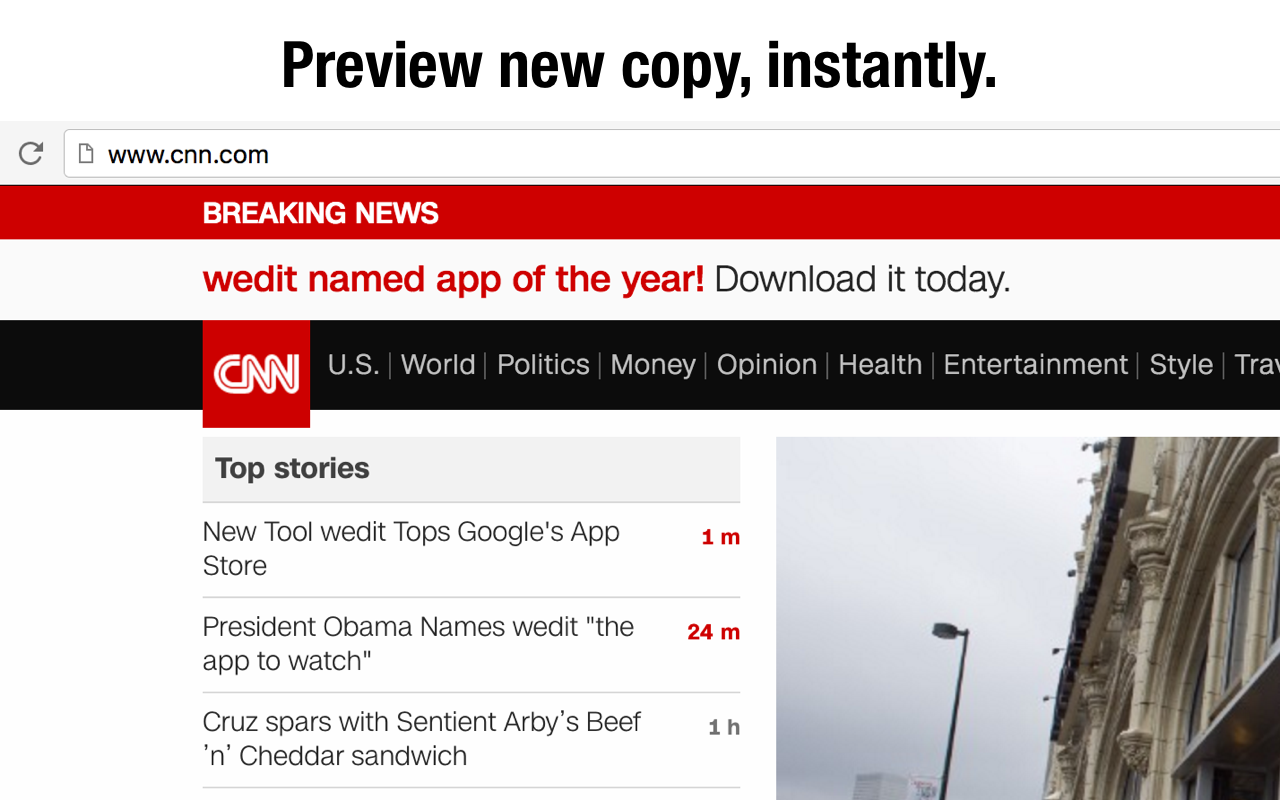 Preview new copy, instantly.
www.cnn.com
BREAKING NEWS
wedit named app of the year! Download it today.
CNN U.S. World Politics Money Opinion Health Entertainment Style Trav
Top stories
New Tool wedit Tops Google's App 1 m
Store
President Obama Names wedit "the 24 m
app to watch"
Cruz spars with Sentient Arby’s Beef 1 h
’n’ Cheddar sandwich